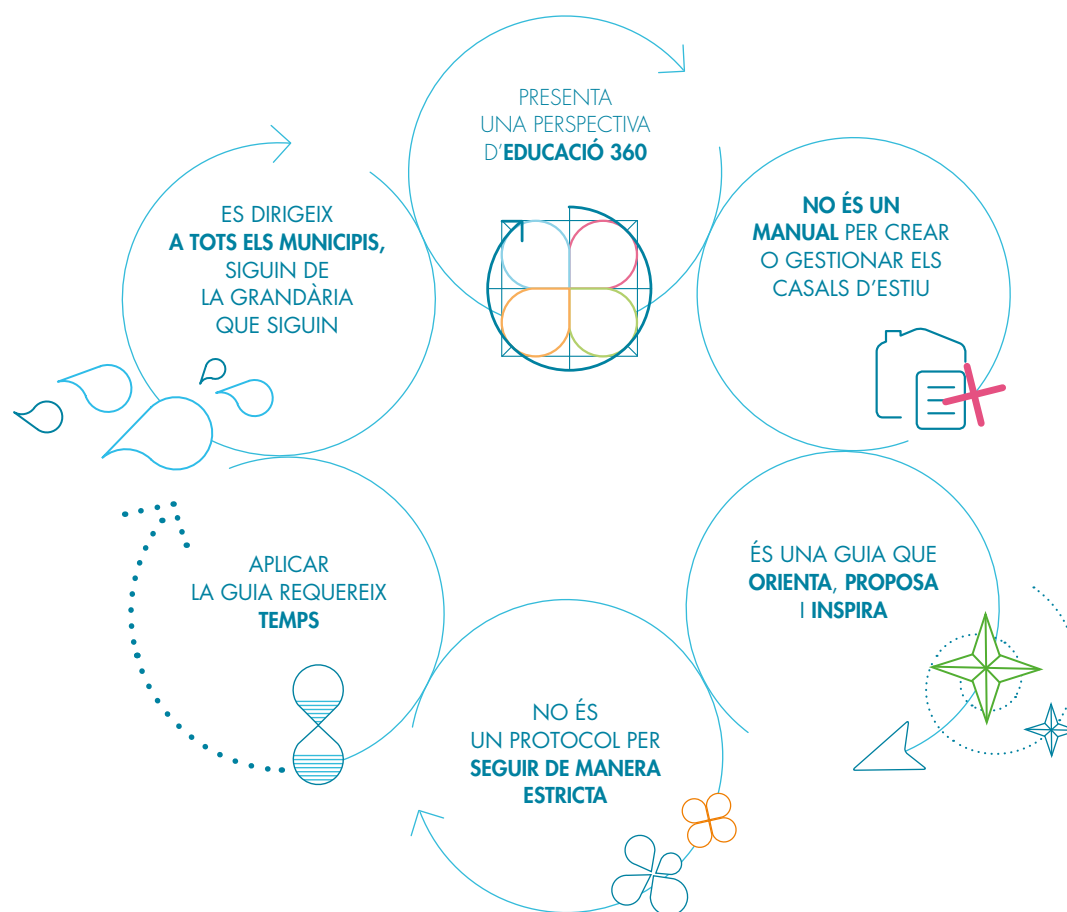 PRESENTA
UNA PERSPECTIVA
D’EDUCACIÓ 360
NO ÉS UN
MANUAL PER CREAR
O GESTIONAR ELS
CASALS D’ESTIU
ÉS UNA GUIA QUE
ORIENTA, PROPOSA
I INSPIRA
NO ÉS
UN PROTOCOL PER
SEGUIR DE MANERA
ESTRICTA
APLICAR
LA GUIA REQUEREIX
TEMPS
ES DIRIGEIX
A TOTS ELS MUNICIPIS,
SIGUIN DE
LA GRANDÀRIA
QUE SIGUIN